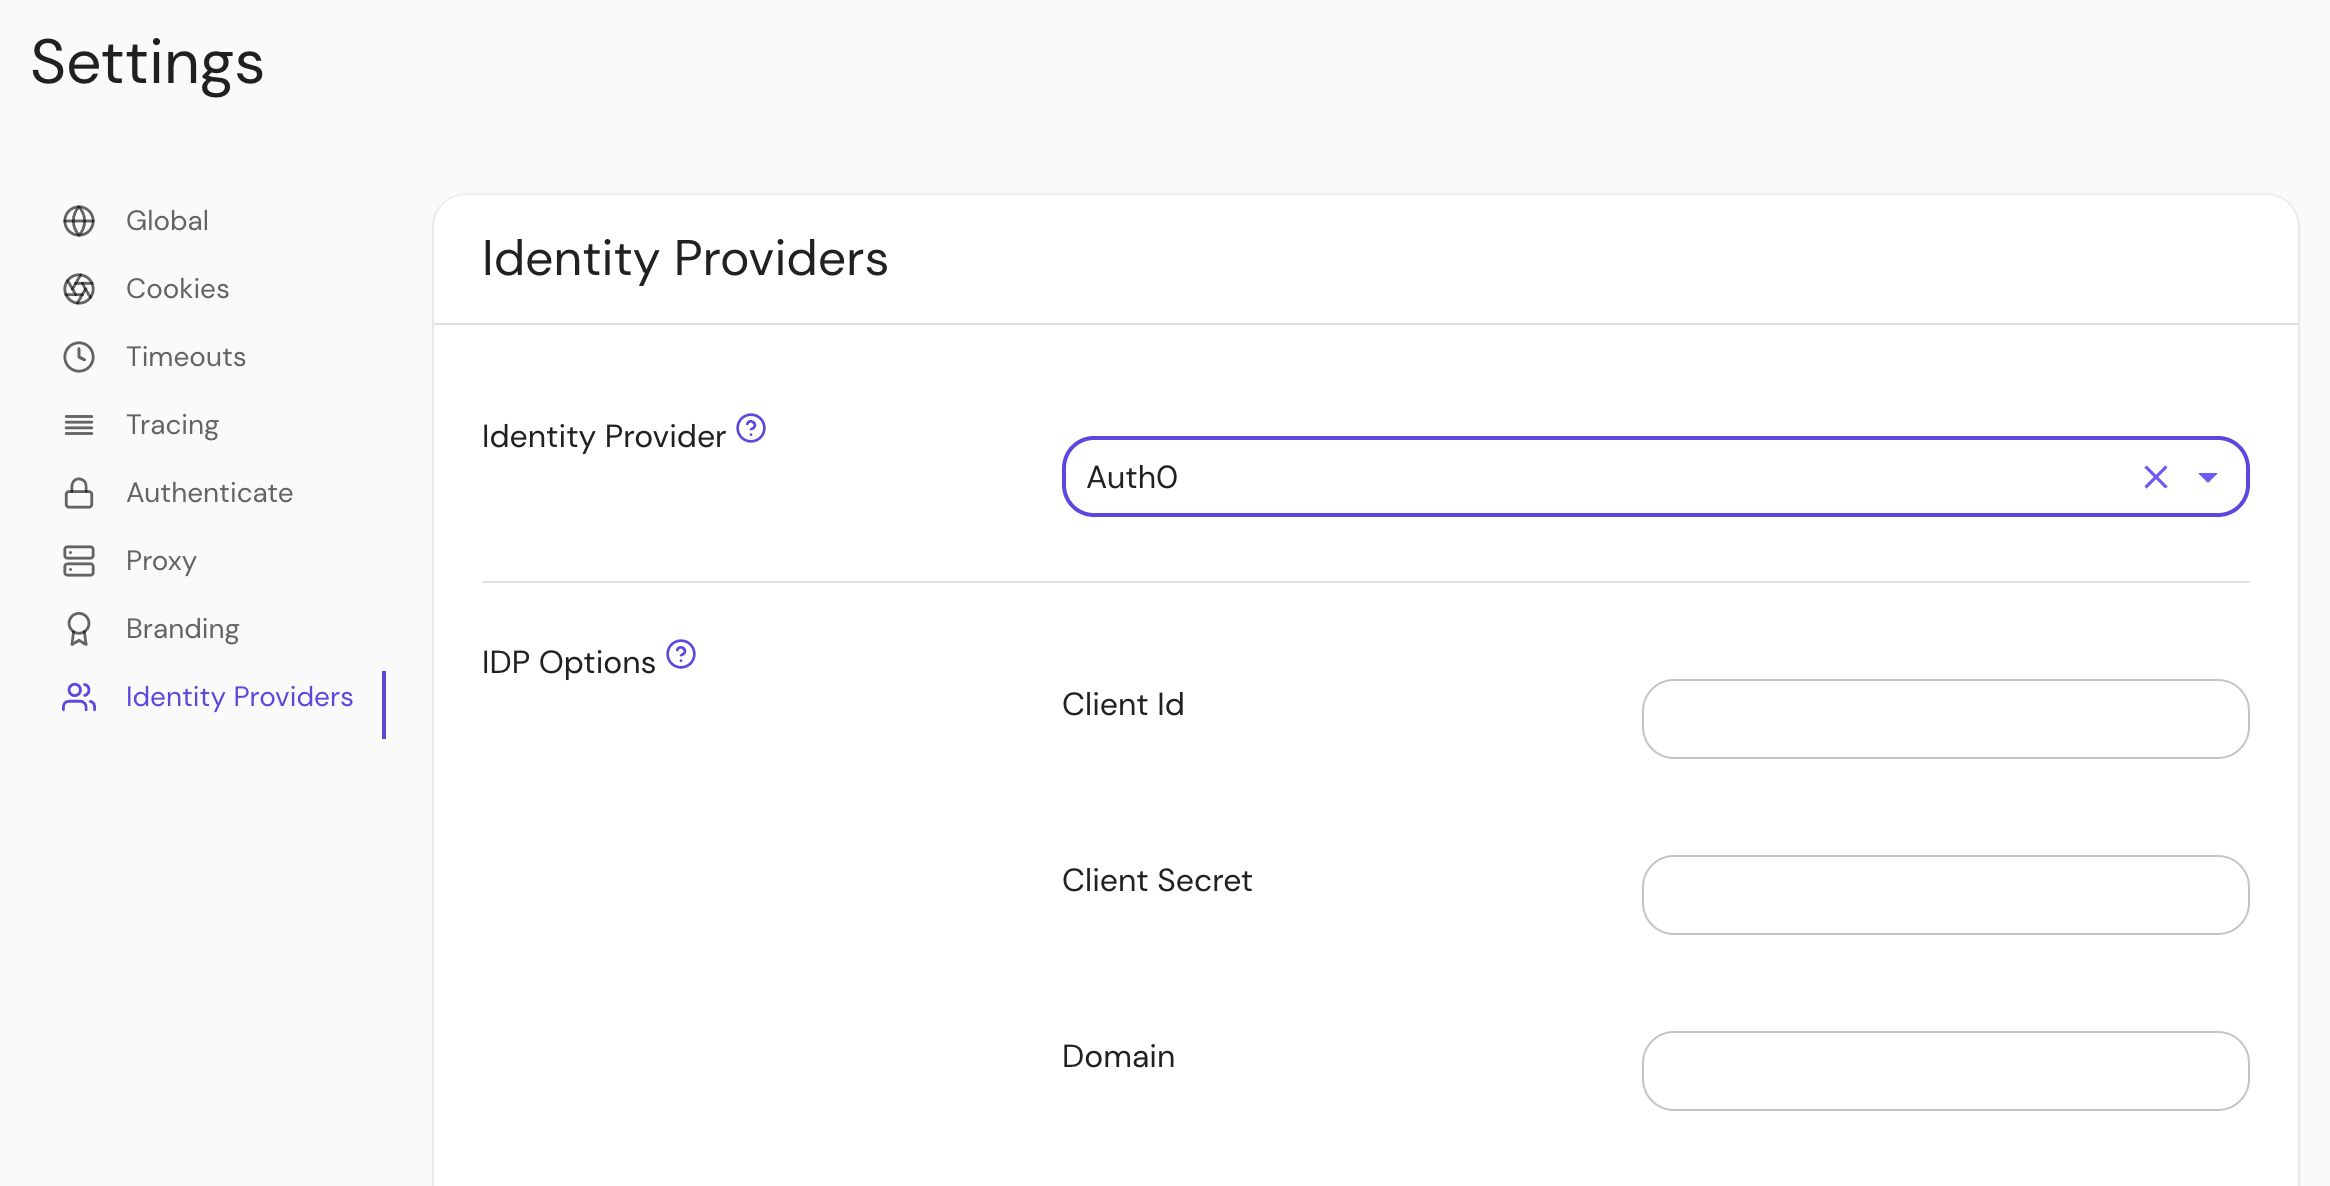 Settings
Global
Cookies
Timeouts
Tracing
Authenticate
Proxy
Branding
Identity Providers
Identity Providers
Identity Provider
Auth0
IDP Options
Client Id
Client Secret
Domain